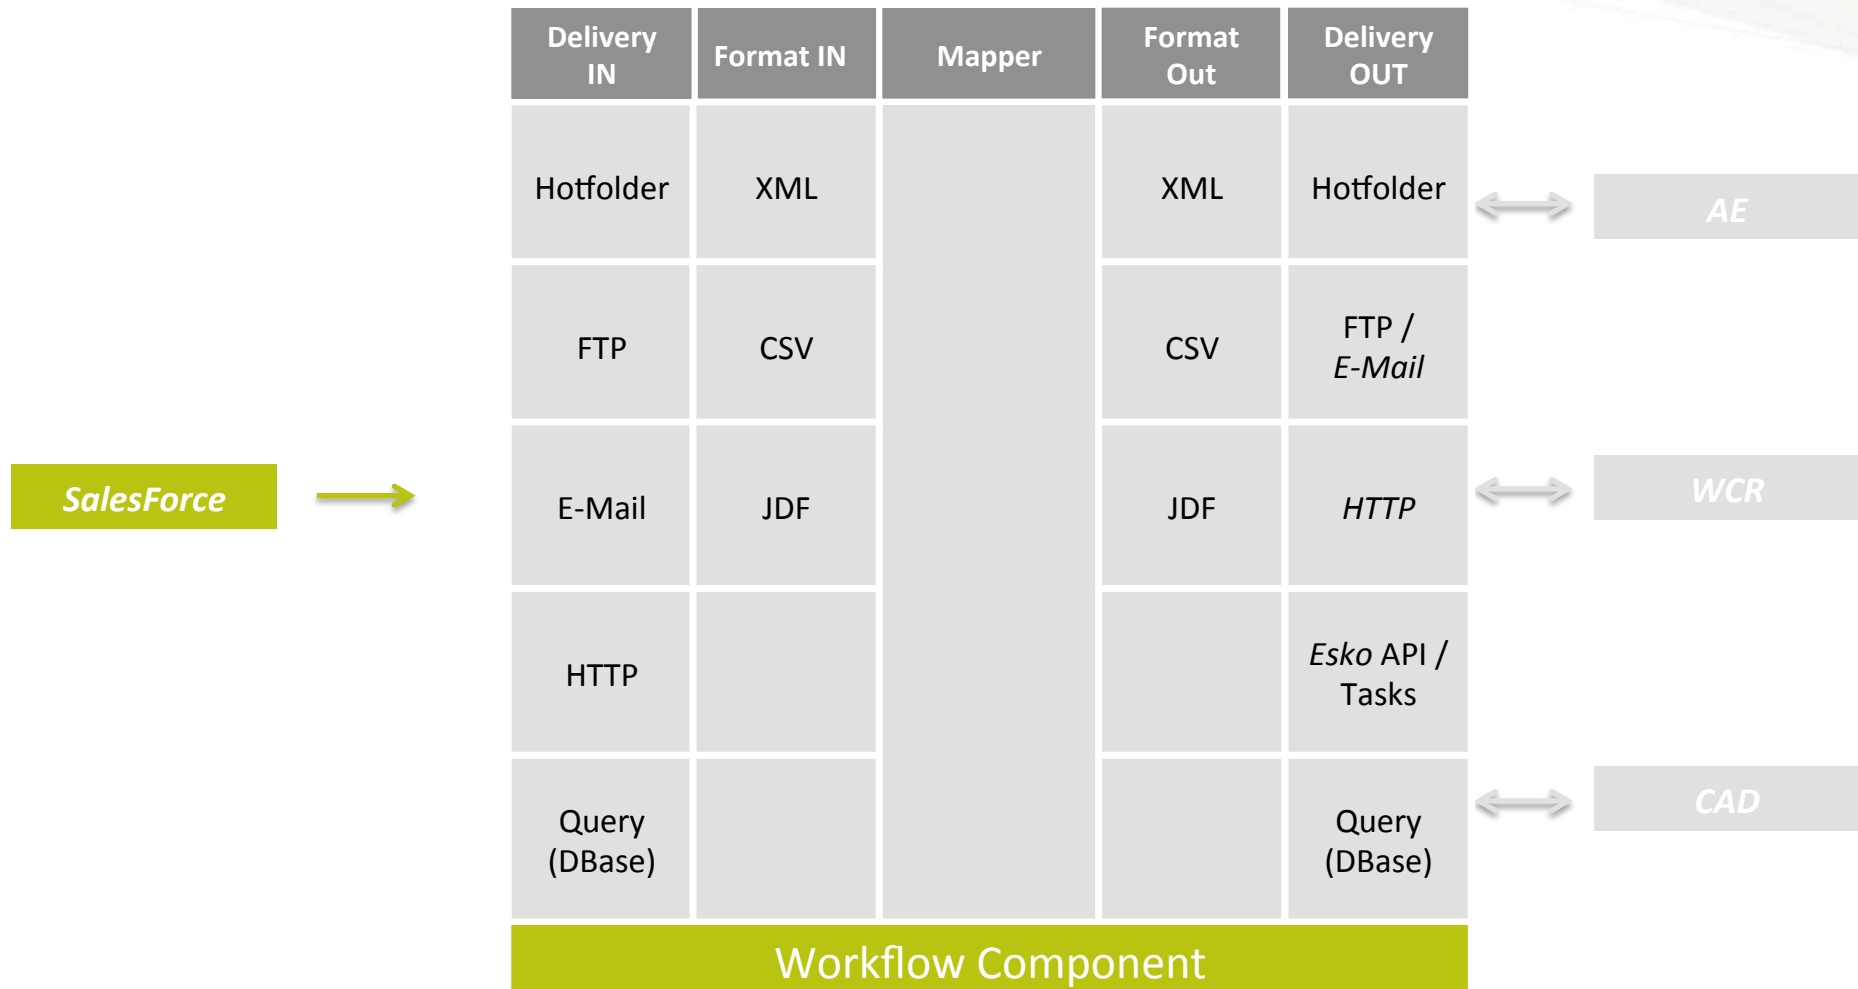 Delivery
IN
Format IN
Mapper
Format
Out
Delivery
OUT
Hotfolder
XML
XML
Hotfolder
AE
FTP
CSV
CSV
FTP /
E-Mail
SalesForce
E-Mail
JDF
JDF
HTTP
WCR
HTTP
Esko API /
Tasks
Query
(DBase)
Query
(DBase)
CAD
Workflow Component